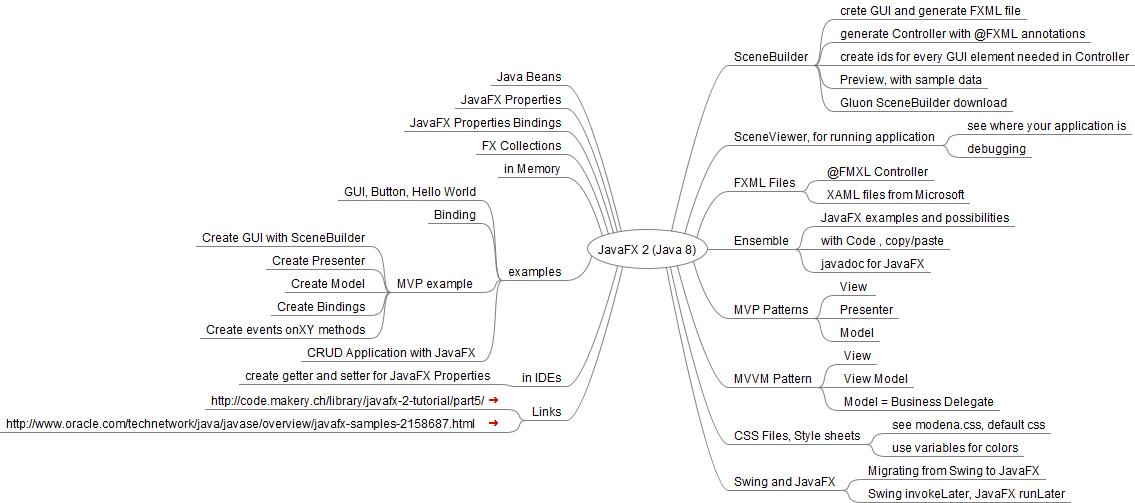 JavaFX 2 (Java 8)
SceneBuilder
crete GUI and generate FXML file
generate Controller with @FXML annotations
create ids for every GUI element needed in Controller
Preview, with sample data
Gluon SceneBuilder download
SceneViewer, for running application
see where your application is
debugging
FXML Files
@FMXL Controller
XAML files from Microsoft
Ensemble
JavaFX examples and possibilities
with Code , copy/paste
javadoc for JavaFX
MVP Patterns
View
Presenter
Model
MVVM Pattern
View
View Model
Model = Business Delegate
CSS Files, Style sheets
see modena.css, default css
use variables for colors
Swing and JavaFX
Migrating from Swing to JavaFX
Swing invokeLater, JavaFX runLater
Java Beans
JavaFX Properties
JavaFX Properties Bindings
FX Collections
in Memory
examples
GUI, Button, Hello World
Binding
MVP example
Create GUI with SceneBuilder
Create Presenter
Create Model
Create Bindings
Create events onXY methods
CRUD Application with JavaFX
in IDEs
create getter and setter for JavaFX Properties
Links
http://code.makery.ch/library/javafx-2-tutorial/part5/
http://www.oracle.com/technetwork/java/javase/overview/javafx-samples-2158687.html